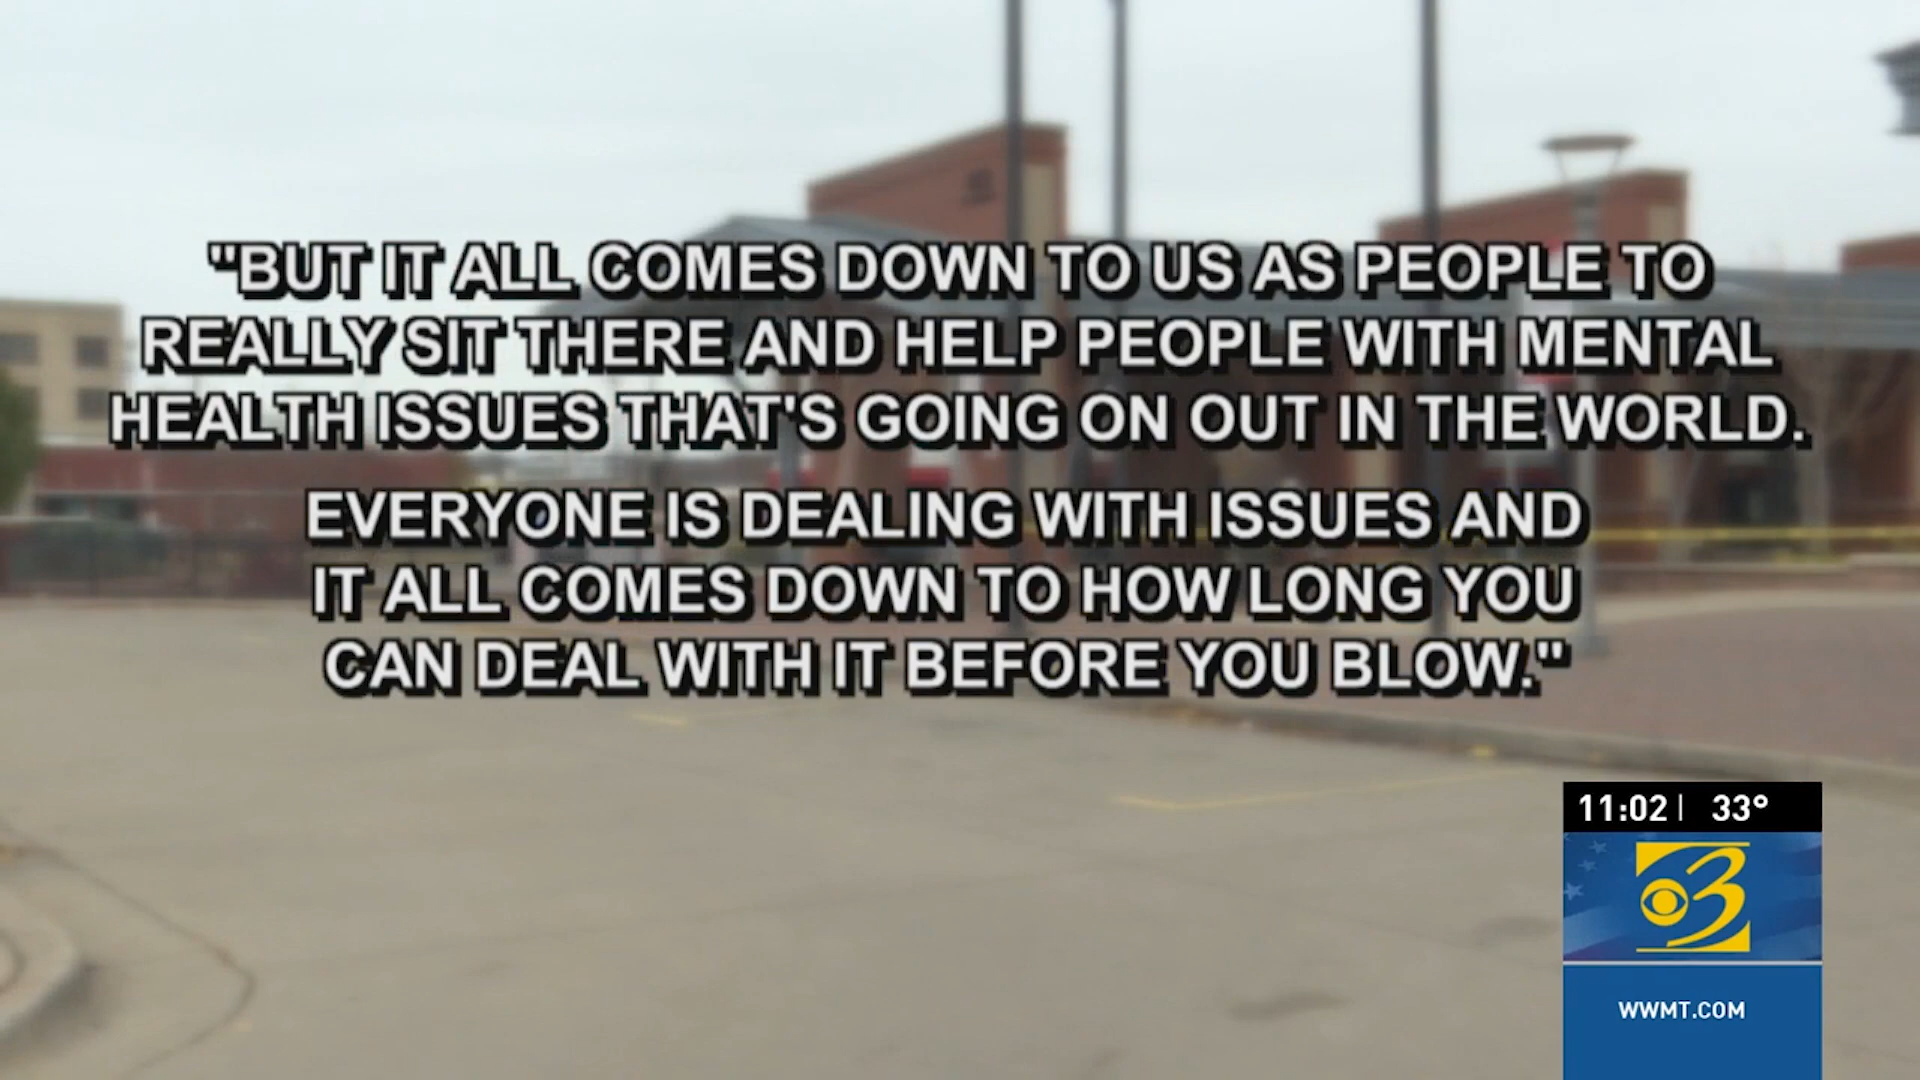 "BUT IT ALL COMES DOWN TO US AS PEOPLE TO
REALLY SIT THERE AND HELP PEOPLE WITH MENTAL
HEALTH ISSUES THAT'S GOING ON OUT IN THE WORLD.
EVERYONE IS DEALING WITH ISSUES AND
IT ALL COMES DOWN TO HOW LONG YOU
CAN DEAL WITH IT BEFORE YOU BLOW."
11:02 | 33°
3
WWMT.COM